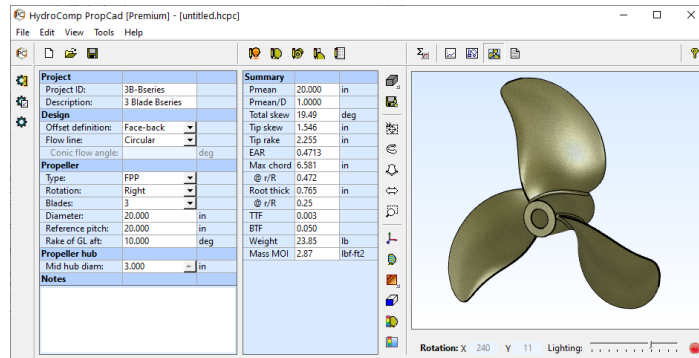 HydroComp PropCad [Premium] - [untitled.hcpc]
File Edit View Tools Help
Project
Project ID: 3B-Bseries
Description: 3 Blade Bseries
Design
Offset definition: Face-back
Flow line: Circular
Conic flow angle: deg
Propeller
Type: FPP
Rotation: Right
Blades: 3
Diameter: 20.000 in
Reference pitch: 20.000 in
Rake of GL aft: 10.000 deg
Propeller hub
Mid hub diam: 3.000 in
Notes
Summary
Pmean 20.000 in
Pmean/D 1.0000
Total skew 19.49 deg
Tip skew 1.546 in
Tip rake 2.255 in
EAR 0.4713
Max chord 6.581 in
@ r/R 0.472
Root thick 0.765 in
@ r/R 0.25
TTF 0.003
BTF 0.050
Weight 23.85 lb
Mass MOI 2.87 lbf-ft2
Rotation: X 240 Y 11 Lighting: